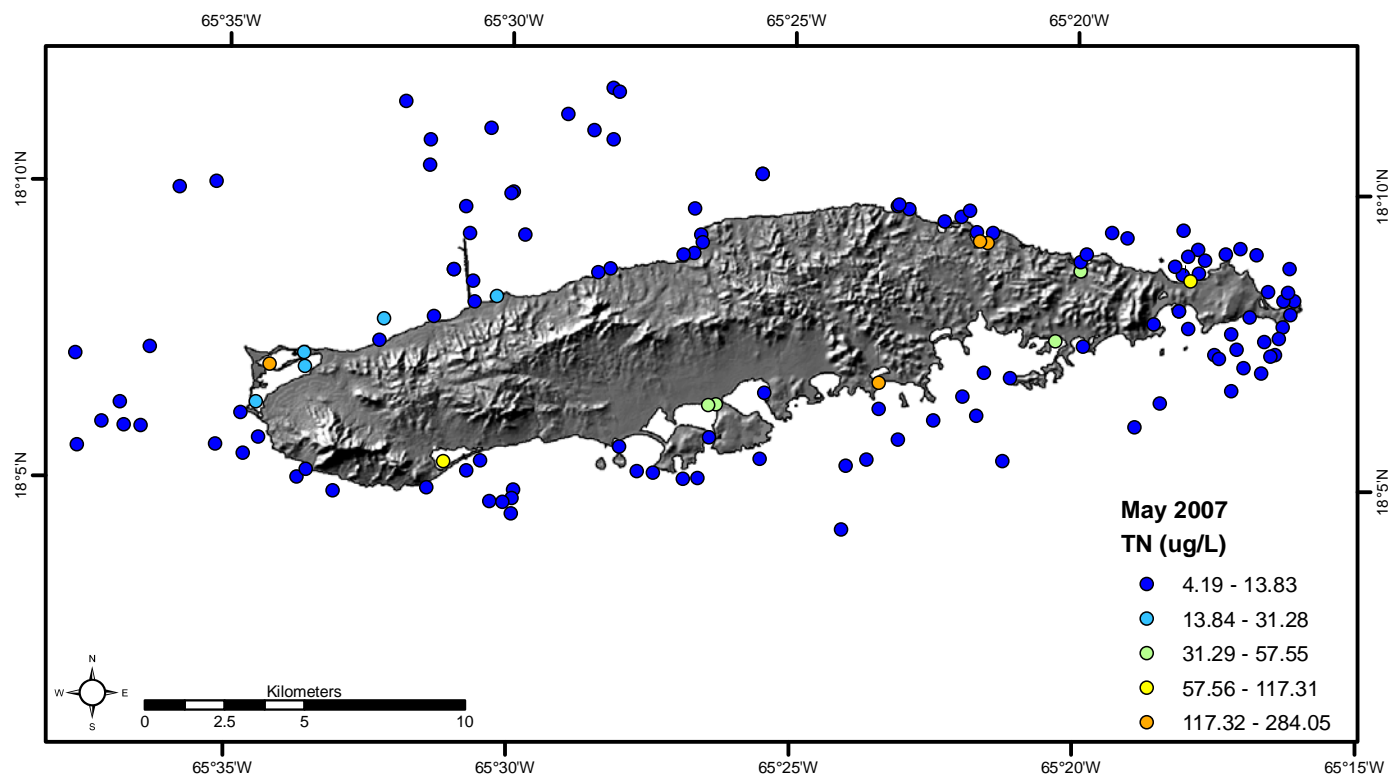 65°35'W 65°30'W 65°25'W 65°20'W
18°10'N
18°10'N
18°5'N
18°5'N
May 2007
TN (ug/L)
4.19 - 13.83
13.84 - 31.28
31.29 - 57.55
57.56 - 117.31
117.32 - 284.05
N
W E
S
Kilometers
0 2.5 5 10
65°35'W 65°30'W 65°25'W 65°20'W 65°15'W